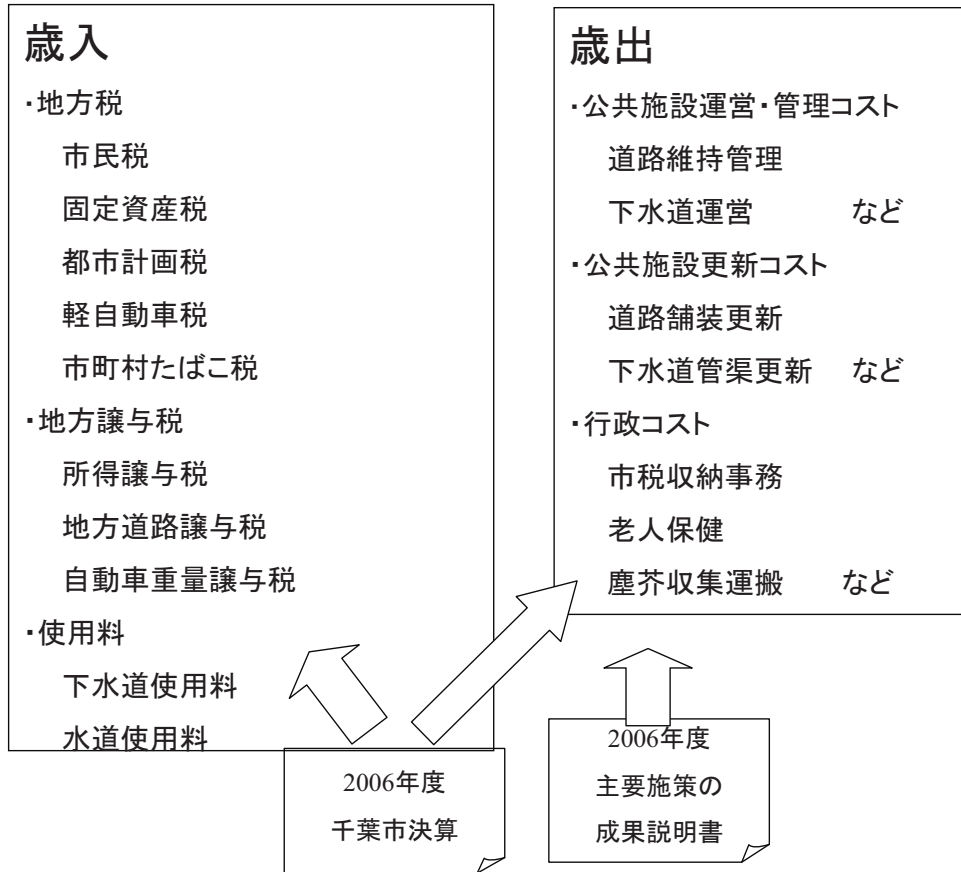 歳入
・地方税
市民税
固定資産税
都市計画税
軽自動車税
市町村たばこ税
・地方譲与税
所得譲与税
地方道路譲与税
自動車重量譲与税
・使用料
下水道使用料
水道使用料
歳出
・公共施設運営・管理コスト
道路維持管理
下水道運営 など
・公共施設更新コスト
道路舗装更新
下水道管渠更新 など
・行政コスト
市税収納事務
老人保健
塵芥収集運搬 など
2006年度
千葉市決算
2006年度
主要施策の
成果説明書